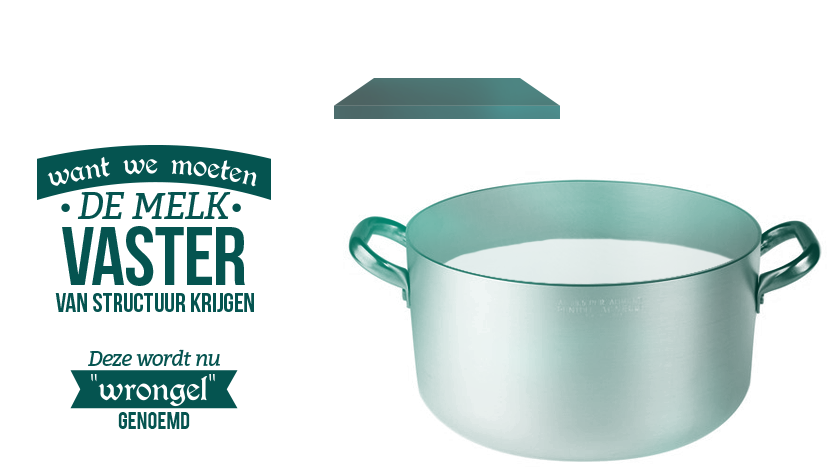 want we moeten
• DE MELK •
VASTER
VAN STRUCTUUR KRIJGEN
Deze wordt nu
"wrongel"
GENOEMD